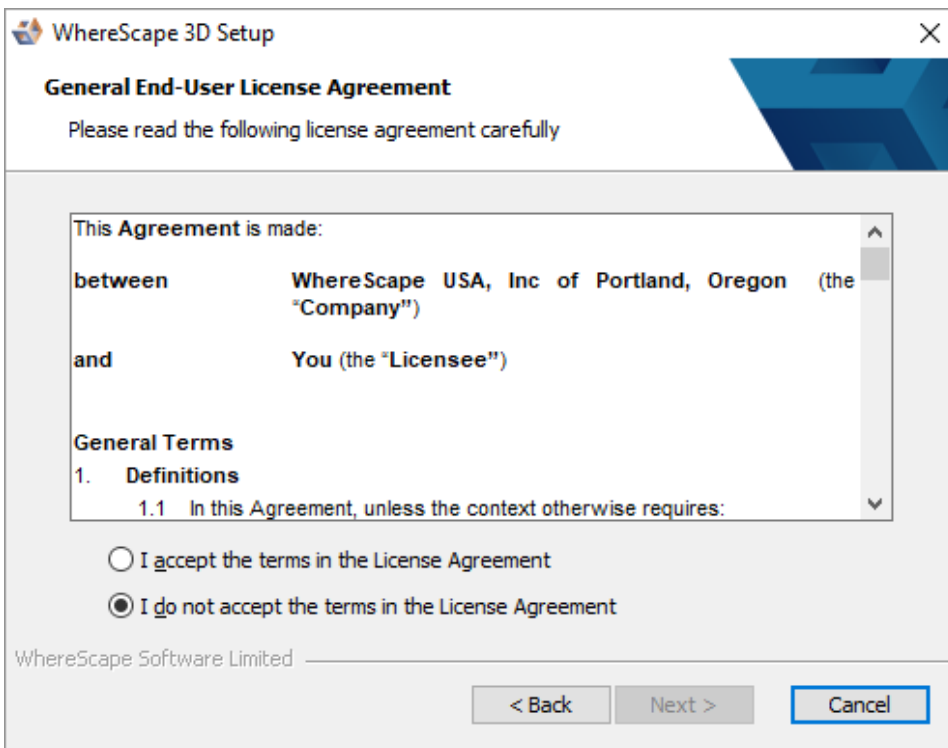 WhereScape 3D Setup
General End-User License Agreement
Please read the following license agreement carefully
This Agreement is made:
between WhereScape USA, Inc of Portland, Oregon (the
“Company”)
and You (the “Licensee”)
General Terms
1. Definitions
1.1 In this Agreement, unless the context otherwise requires:
I accept the terms in the License Agreement
I do not accept the terms in the License Agreement
WhereScape Software Limited
< Back Next > Cancel